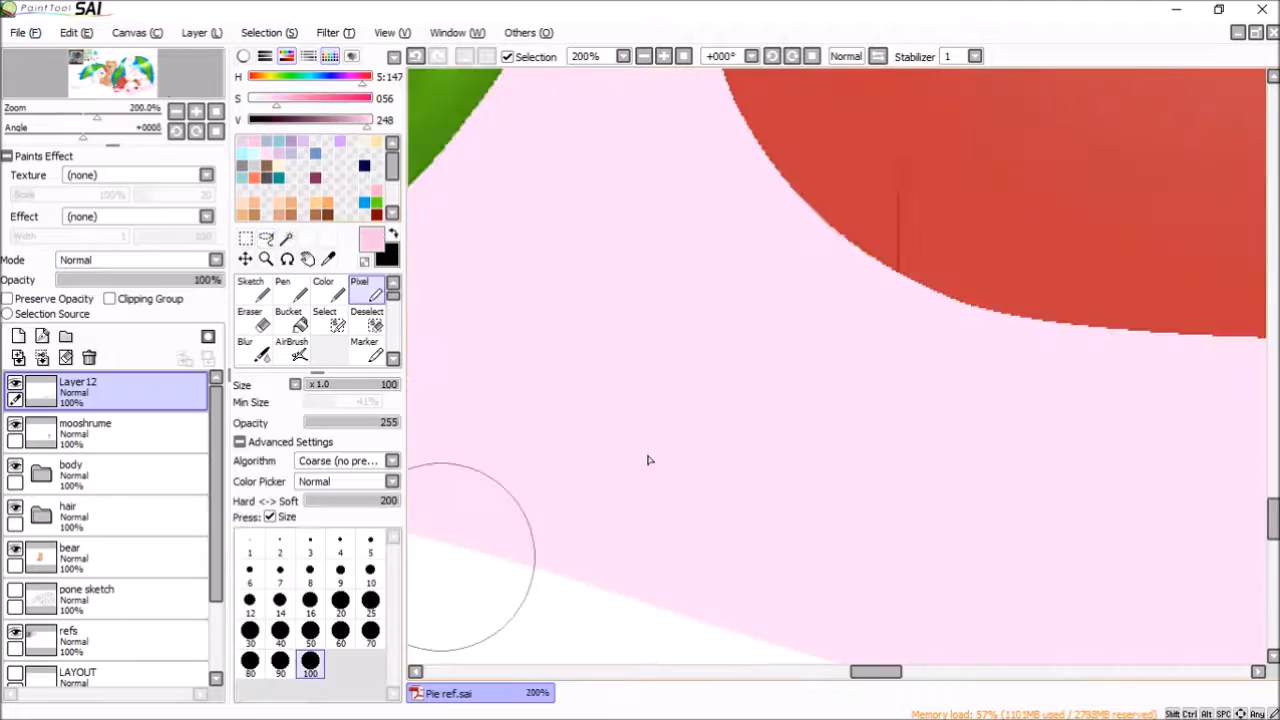 PaintTool SAI
File (F) Edit (E) Canvas (C) Layer (L) Selection (S) Filter (T) View (V) Window (W) Others (O)
Selection 200% +000° Normal Stabilizer 1
H 5:147
S 056
V 248
Zoom 200.0%
Angle +000
Paints Effect
Texture (none)
Scale 100% 20
Effect (none)
Width 1 100
Mode Normal
Opacity 100%
Preserve Opacity Clipping Group
Selection Source
Layer12
Normal
100%
mooshrume
Normal
100%
body
Normal
100%
hair
Normal
100%
bear
Normal
100%
pone sketch
Normal
100%
refs
Normal
100%
LAYOUT
Normal
Sketch Pen Color Pixel
Eraser Bucket Select Deselect
Blur AirBrush Marker
Size x 1.0 100
Min Size 41%
Opacity 255
Advanced Settings
Algorithm Coarse (no pre...
Color Picker Normal
Hard <-> Soft 200
Press: Size
1 2 3 4 5
6 7 8 9 10
12 14 16 20 25
30 40 50 60 70
80 90 100
Pie ref.sai 200%
Memory load: 57% (1101MB used / 2798MB reserved)
Shift Ctrl Alt SPC Any